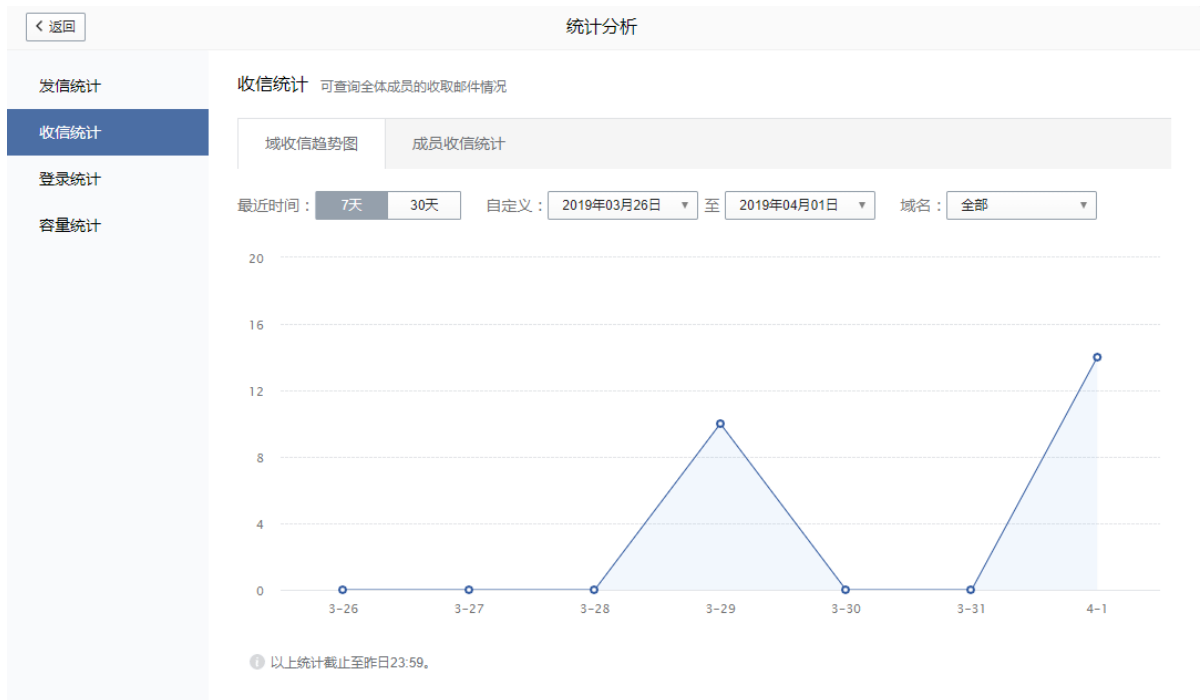 返回
统计分析
发信统计
收信统计
登录统计
容量统计
收信统计 可查询全体成员的收取邮件情况
域收信趋势图 成员收信统计
最近时间： 7天 30天 自定义： 2019年03月26日 至 2019年04月01日 域名： 全部
20
16
12
8
4
0
3-26 3-27 3-28 3-29 3-30 3-31 4-1
以上统计截止至昨日23:59。